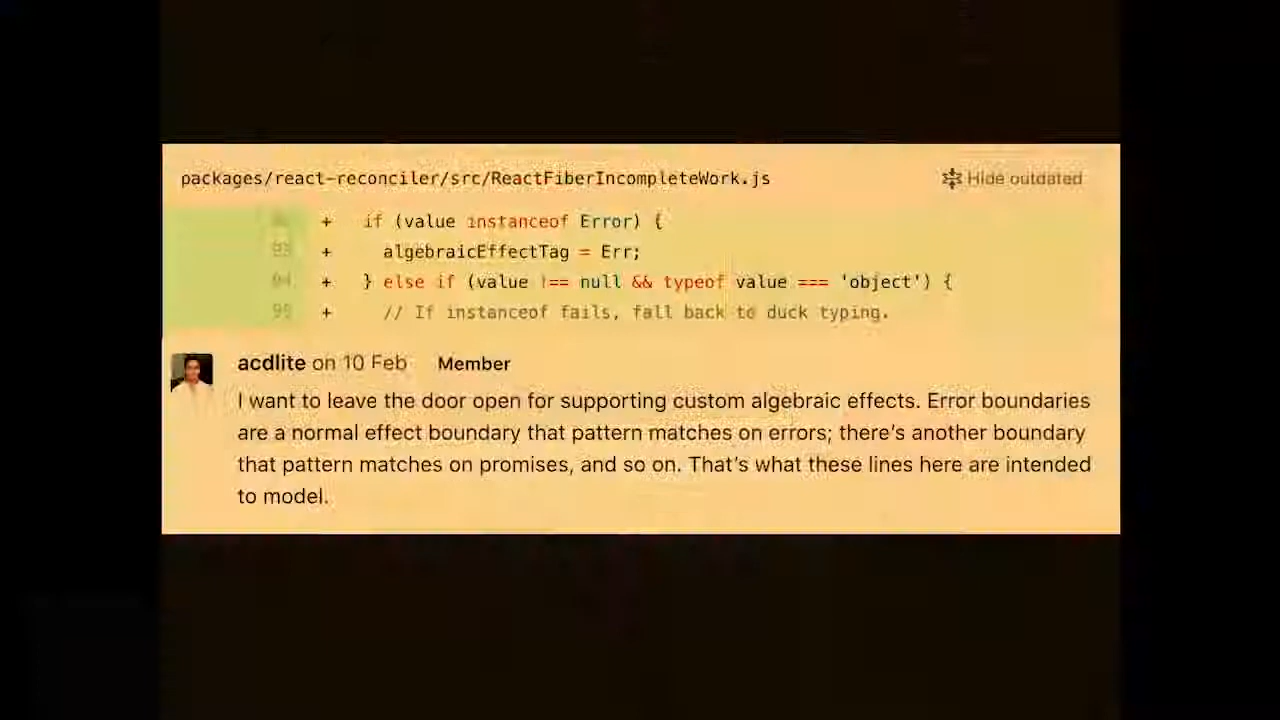 packages/react-reconciler/src/ReactFiberIncompleteWork.js Hide outdated
+ if (value instanceof Error) {
93 + algebraicEffectTag = Err;
94 + } else if (value !== null && typeof value === 'object') {
95 + // If instanceof fails, fall back to duck typing.
acdlite on 10 Feb Member
I want to leave the door open for supporting custom algebraic effects. Error boundaries
are a normal effect boundary that pattern matches on errors; there's another boundary
that pattern matches on promises, and so on. That's what these lines here are intended
to model.